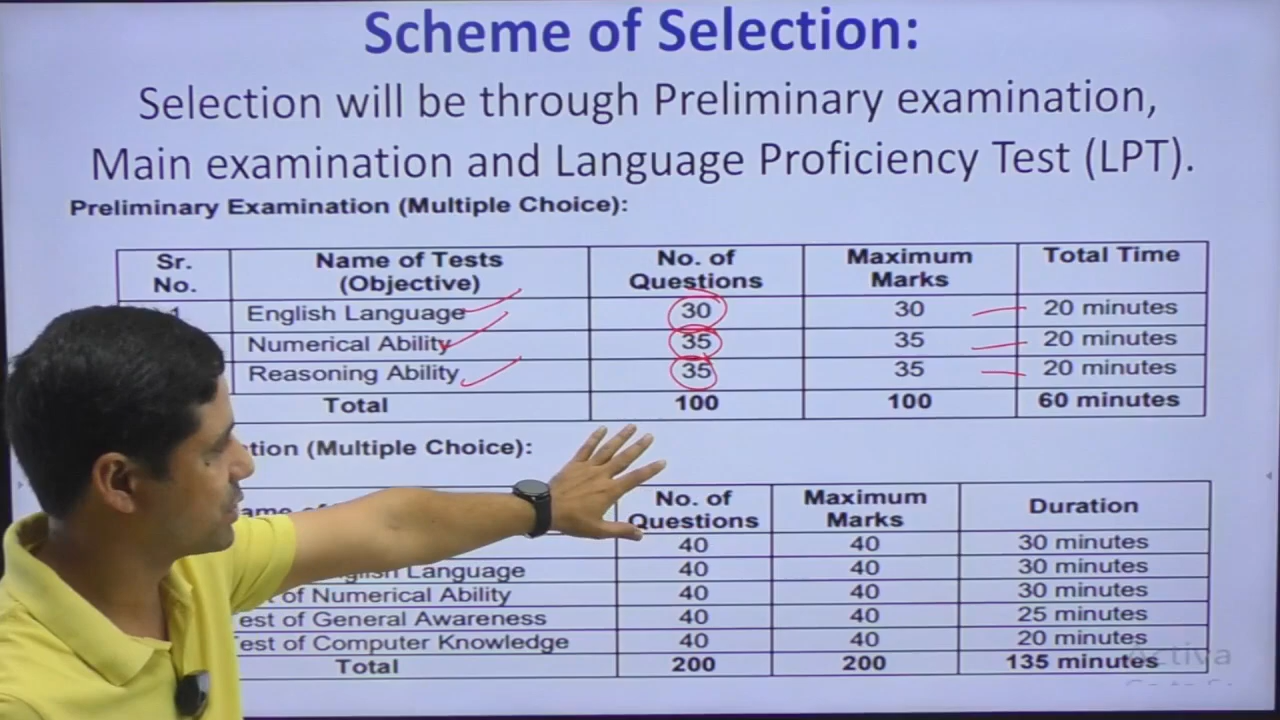 Scheme of Selection:
Selection will be through Preliminary examination,
Main examination and Language Proficiency Test (LPT).
Preliminary Examination (Multiple Choice):
Sr. No. Name of Tests (Objective) No. of Questions Maximum Marks Total Time
1 English Language 30 30 20 minutes
Numerical Ability 35 35 20 minutes
Reasoning Ability 35 35 20 minutes
Total 100 100 60 minutes
(Multiple Choice):
No. of Questions Maximum Marks Duration
40 40 30 minutes
Language 40 40 30 minutes
of Numerical Ability 40 40 30 minutes
of General Awareness 40 40 25 minutes
of Computer Knowledge 40 40 20 minutes
Total 200 200 135 minutes